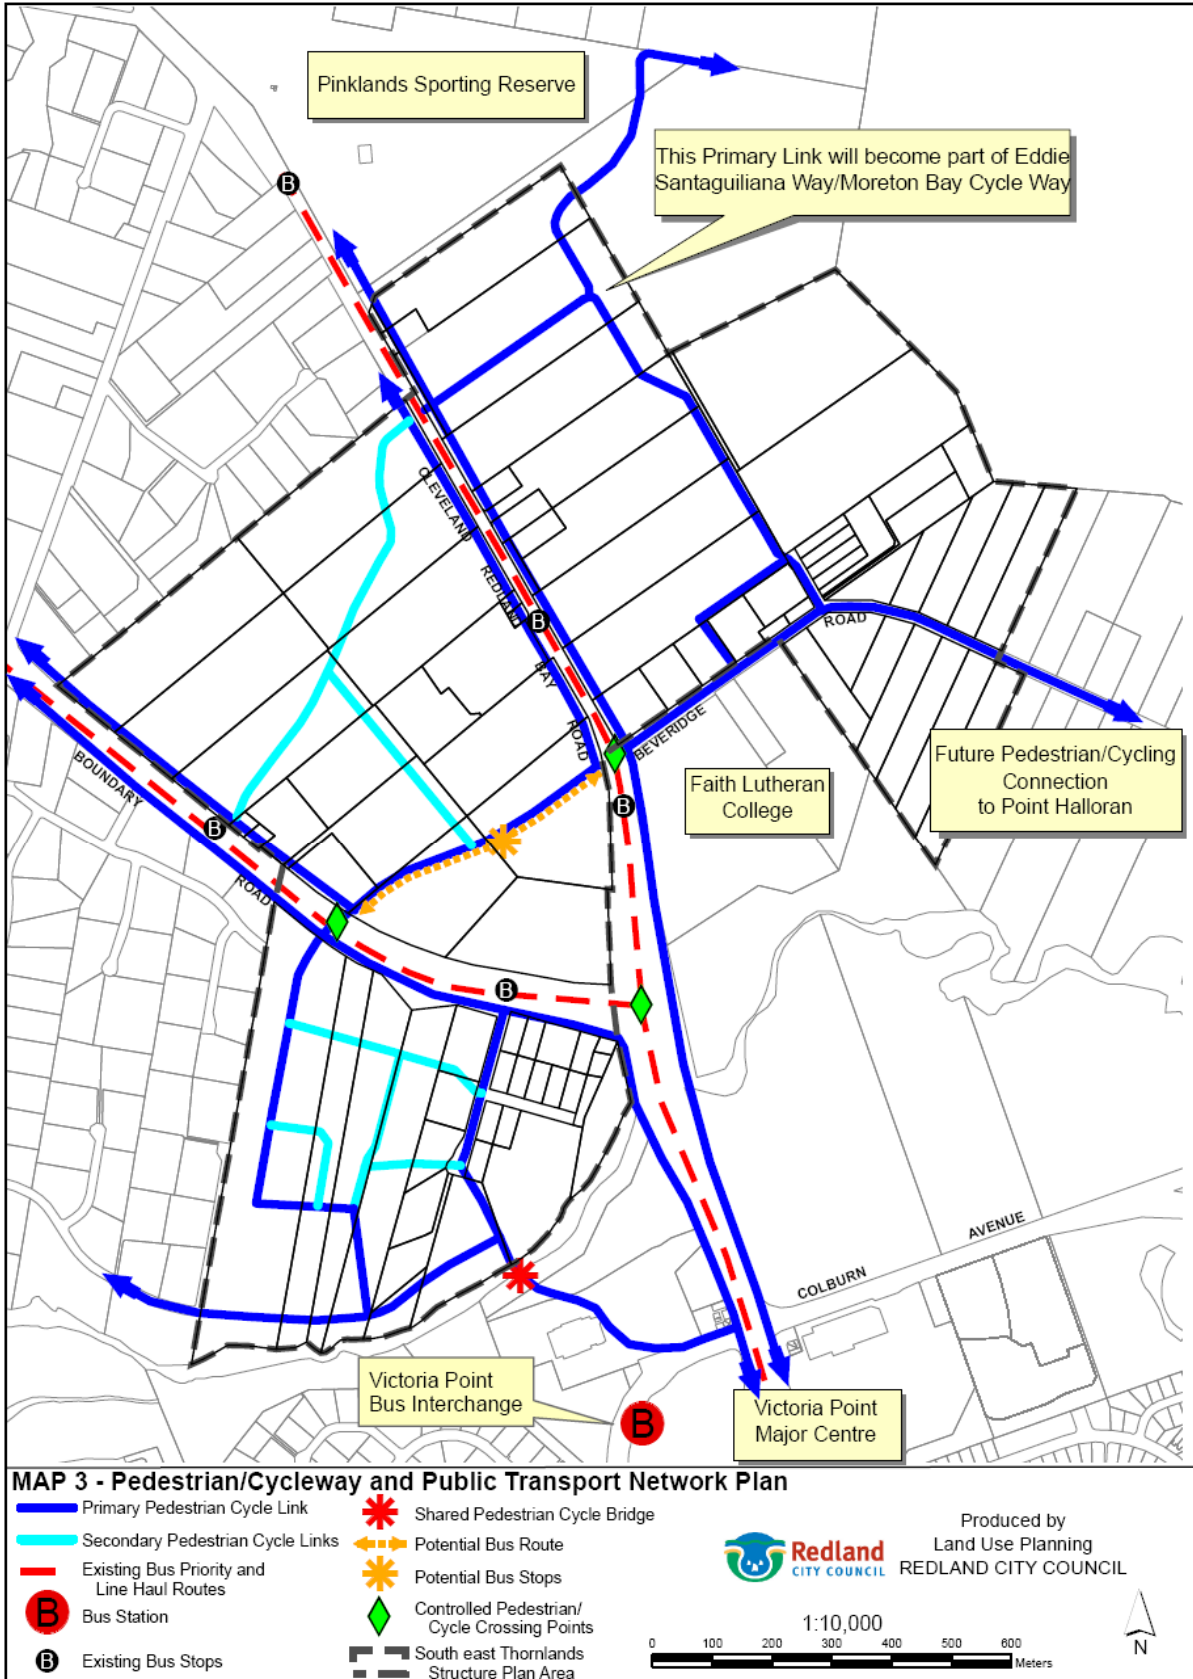 Pinklands Sporting Reserve
This Primary Link will become part of Eddie
Santaguiliana Way/Moreton Bay Cycle Way
B
CLEVELAND
REDLAND
BAY
ROAD
B
ROAD
BEVERIDGE
Future Pedestrian/Cycling
Connection
to Point Halloran
Faith Lutheran
College
B
BOUNDARY
ROAD
B
B
AVENUE
COLBURN
Victoria Point
Bus Interchange
B
Victoria Point
Major Centre
MAP 3 - Pedestrian/Cycleway and Public Transport Network Plan
Primary Pedestrian Cycle Link
Secondary Pedestrian Cycle Links
Existing Bus Priority and
Line Haul Routes
B
Bus Station
B
Existing Bus Stops
Shared Pedestrian Cycle Bridge
Potential Bus Route
Potential Bus Stops
Controlled Pedestrian/
Cycle Crossing Points
South east Thornlands
Structure Plan Area
Redland
CITY COUNCIL
Produced by
Land Use Planning
REDLAND CITY COUNCIL
1:10,000
0 100 200 300 400 500 600
Meters
N